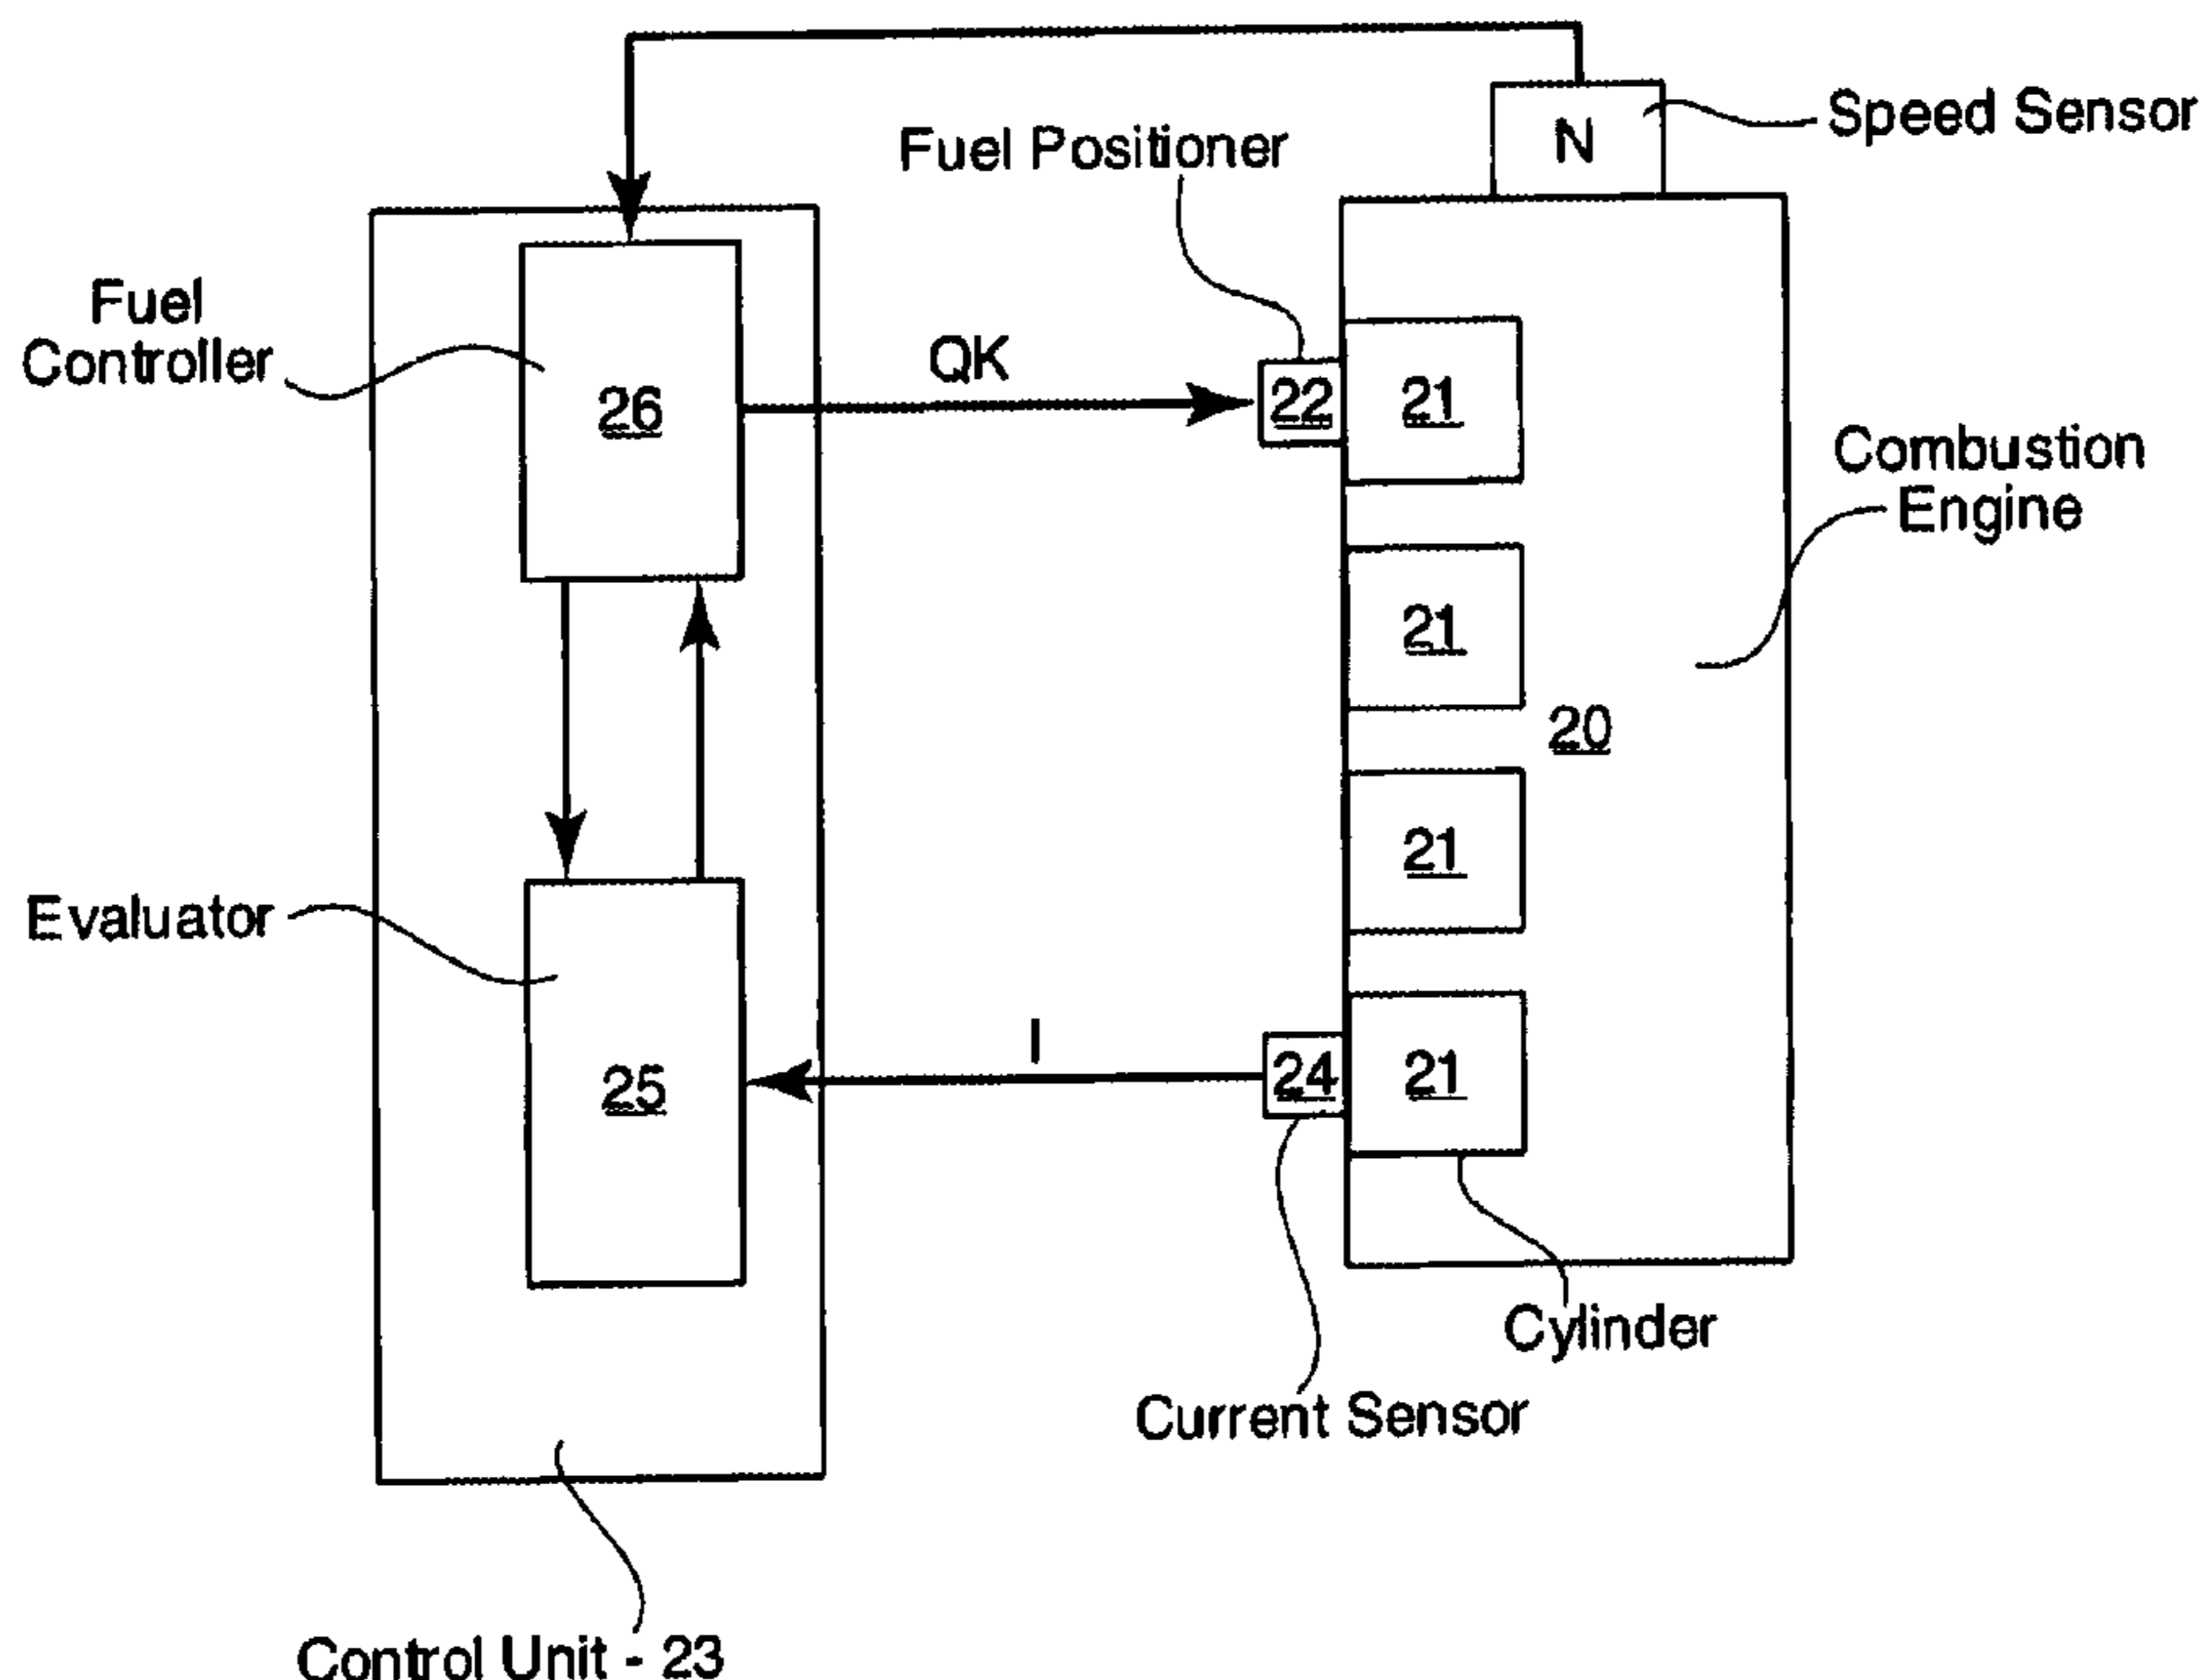 Speed Sensor
N
Fuel Positioner
Fuel
Controller
26
QK
22
21
Combustion
Engine
21
20
21
Evaluator
25
I
24
21
Cylinder
Current Sensor
Control Unit - 23